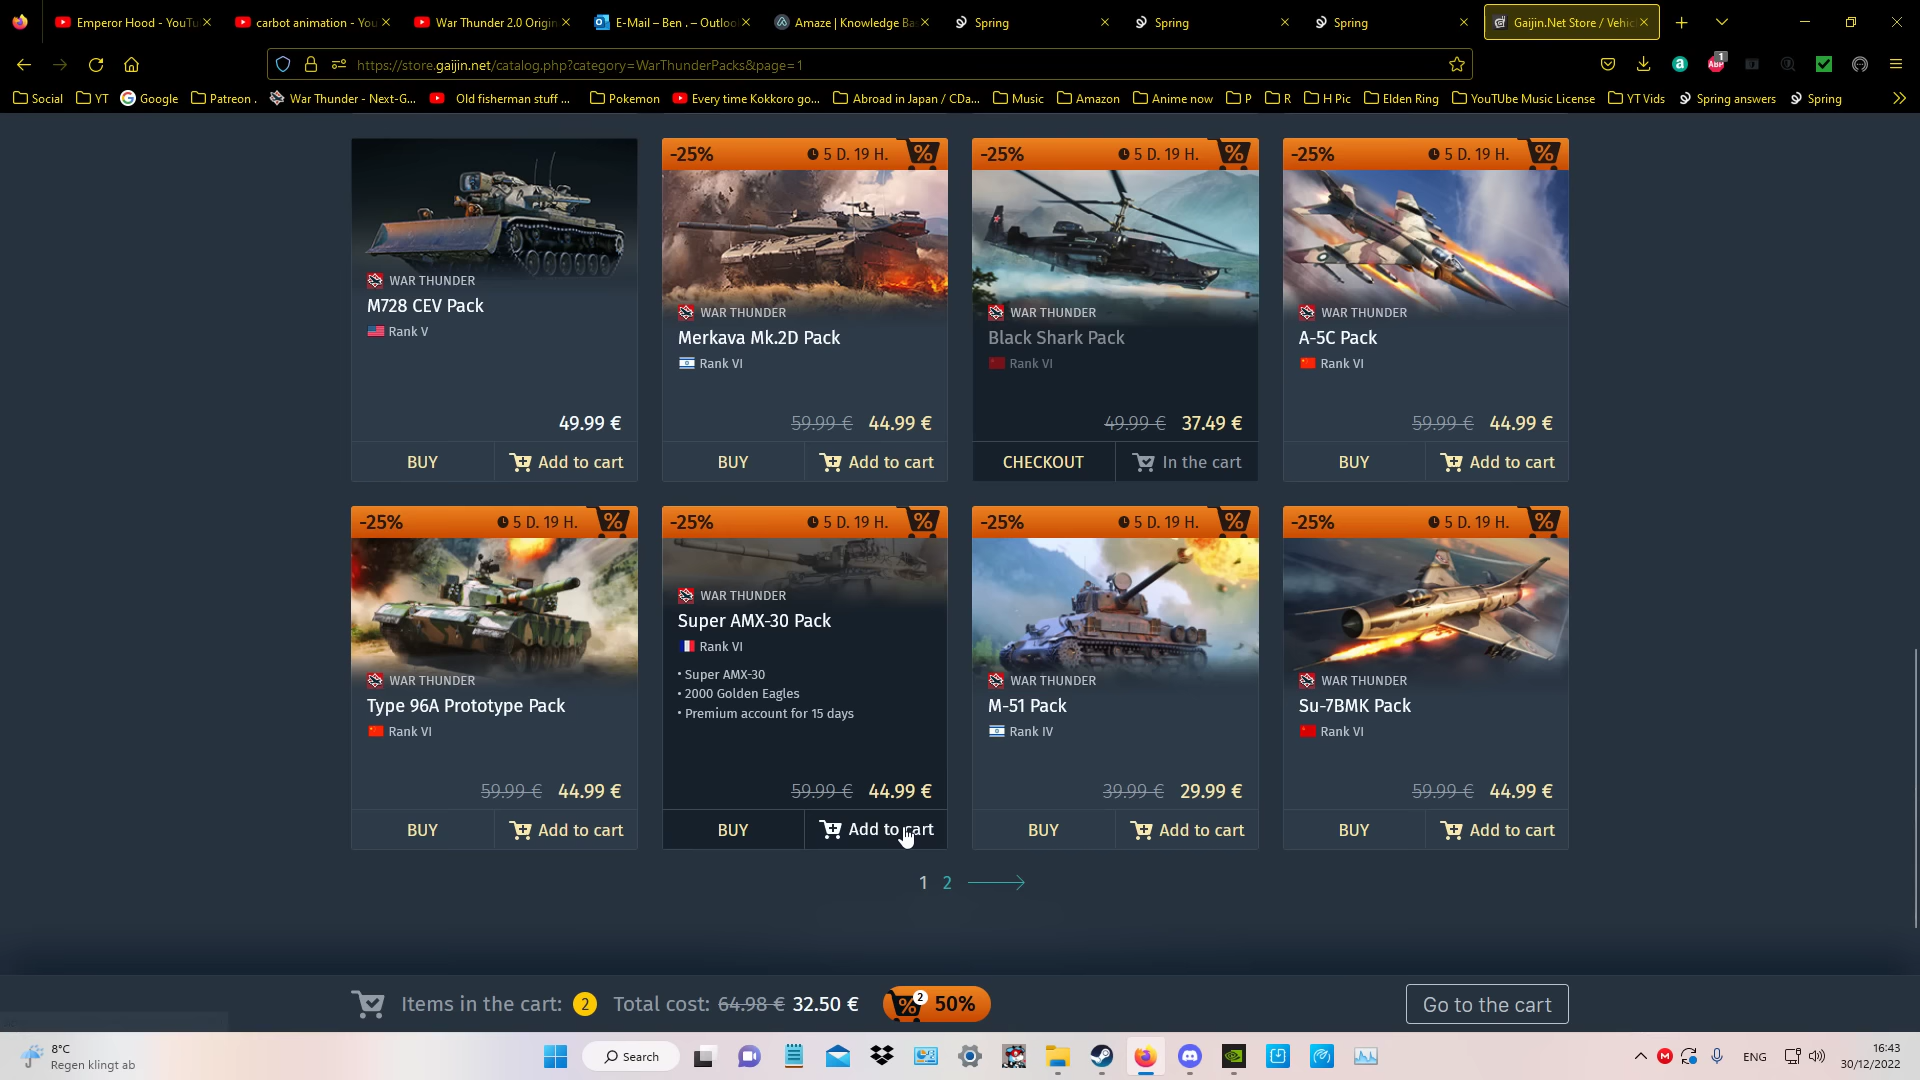 Emperor Hood - YouTu
carbot animation - You
War Thunder 2.0 Origin
E-Mail – Ben . – Outloo
Amaze | Knowledge Ba
Spring
Spring
Spring
Gaijin.Net Store / Vehic
https://store.gaijin.net/catalog.php?category=WarThunderPacks&page=1
Social
YT
Google
Patreon .
War Thunder - Next-G...
Old fisherman stuff ...
Pokemon
Every time Kokkoro go...
Abroad in Japan / CDa...
Music
Amazon
Anime now
P
R
H Pic
Elden Ring
YOUTUbe Music License
YT Vids
Spring answers
Spring
WAR THUNDER
M728 CEV Pack
Rank V
49.99 €
BUY
Add to cart
-25%
5 D. 19 H.
WAR THUNDER
Merkava Mk.2D Pack
Rank VI
59.99 € 44.99 €
BUY
Add to cart
-25%
5 D. 19 H.
WAR THUNDER
Black Shark Pack
Rank VI
49.99 € 37.49 €
CHECKOUT
In the cart
-25%
5 D. 19 H.
WAR THUNDER
A-5C Pack
Rank VI
59.99 € 44.99 €
BUY
Add to cart
-25%
5 D. 19 H.
WAR THUNDER
Type 96A Prototype Pack
Rank VI
59.99 € 44.99 €
BUY
Add to cart
-25%
5 D. 19 H.
WAR THUNDER
Super AMX-30 Pack
Rank VI
• Super AMX-30
• 2000 Golden Eagles
• Premium account for 15 days
59.99 € 44.99 €
BUY
Add to cart
-25%
5 D. 19 H.
WAR THUNDER
M-51 Pack
Rank IV
39.99 € 29.99 €
BUY
Add to cart
-25%
5 D. 19 H.
WAR THUNDER
Su-7BMK Pack
Rank VI
59.99 € 44.99 €
BUY
Add to cart
1 2
Items in the cart: 2 Total cost: 64.98 € 32.50 € 2 50%
Go to the cart
8°C
Regen klingt ab
Search
ENG
16:43
30/12/2022